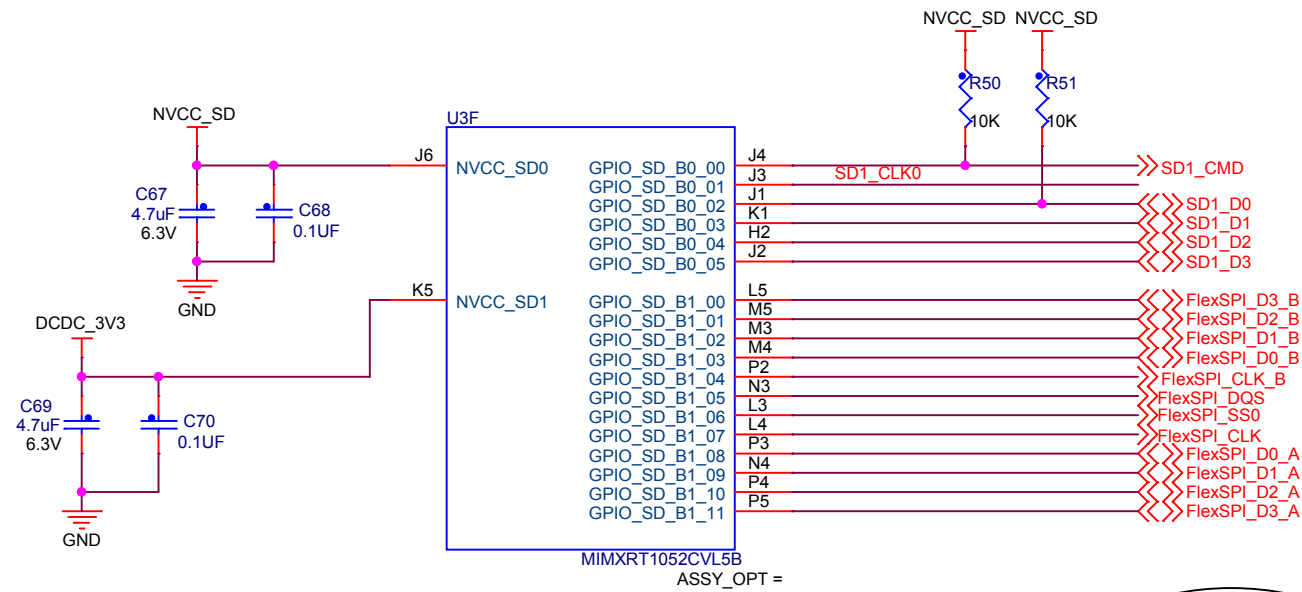 NVCC_SD NVCC_SD
R50 R51
10K 10K
NVCC_SD
U3F
J6 NVCC_SD0 GPIO_SD_B0_00 J4 SD1_CMD
GPIO_SD_B0_01 J3 SD1_CLK0
GPIO_SD_B0_02 J1 SD1_D0
GPIO_SD_B0_03 K1 SD1_D1
GPIO_SD_B0_04 H2 SD1_D2
GPIO_SD_B0_05 J2 SD1_D3
C67
4.7uF
6.3V
C68
0.1UF
GND
K5 NVCC_SD1 GPIO_SD_B1_00 L5 FlexSPI_D3_B
GPIO_SD_B1_01 M5 FlexSPI_D2_B
GPIO_SD_B1_02 M3 FlexSPI_D1_B
GPIO_SD_B1_03 M4 FlexSPI_D0_B
GPIO_SD_B1_04 P2 FlexSPI_CLK_B
GPIO_SD_B1_05 N3 FlexSPI_DQS
GPIO_SD_B1_06 L3 FlexSPI_SS0
GPIO_SD_B1_07 L4 FlexSPI_CLK
GPIO_SD_B1_08 P3 FlexSPI_D0_A
GPIO_SD_B1_09 N4 FlexSPI_D1_A
GPIO_SD_B1_10 P4 FlexSPI_D2_A
GPIO_SD_B1_11 P5 FlexSPI_D3_A
DCDC_3V3
C69
4.7uF
6.3V
C70
0.1UF
GND
MIMXRT1052CVL5B
ASSY_OPT =